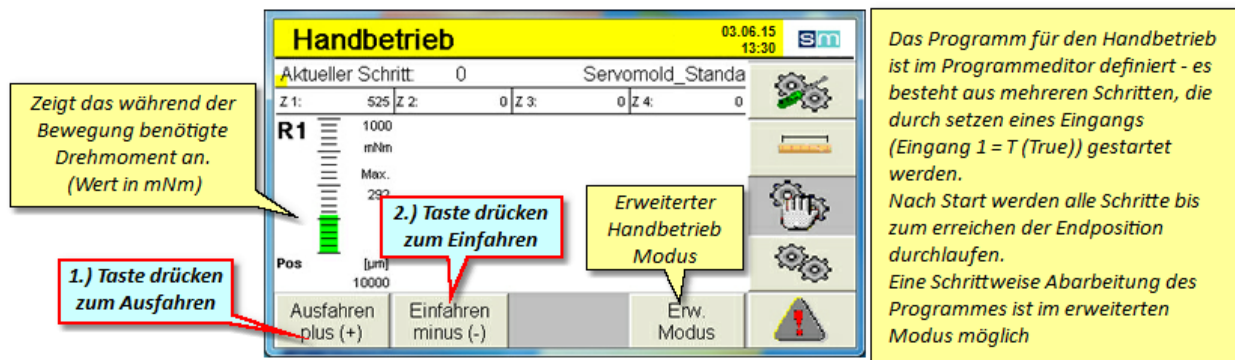 Handbetrieb
03.06.15
13:30
sm
Aktueller Schritt: 0 Servomold_Standa
Z 1: 525 Z 2: 0 Z 3: 0 Z 4: 0
R1
1000
mNm
Max.
292
Pos
[µm]
10000
Ausfahren
plus (+)
Einfahren
minus (-)
Erw.
Modus
Zeigt das während der
Bewegung benötigte
Drehmoment an.
(Wert in mNm)
1.) Taste drücken
zum Ausfahren
2.) Taste drücken
zum Einfahren
Erweiterter
Handbetrieb
Modus
Das Programm für den Handbetrieb
ist im Programmeditor definiert - es
besteht aus mehreren Schritten, die
durch setzen eines Eingangs
(Eingang 1 = T (True)) gestartet
werden.
Nach Start werden alle Schritte bis
zum erreichen der Endposition
durchlaufen.
Eine Schrittweise Abarbeitung des
Programmes ist im erweiterten
Modus möglich